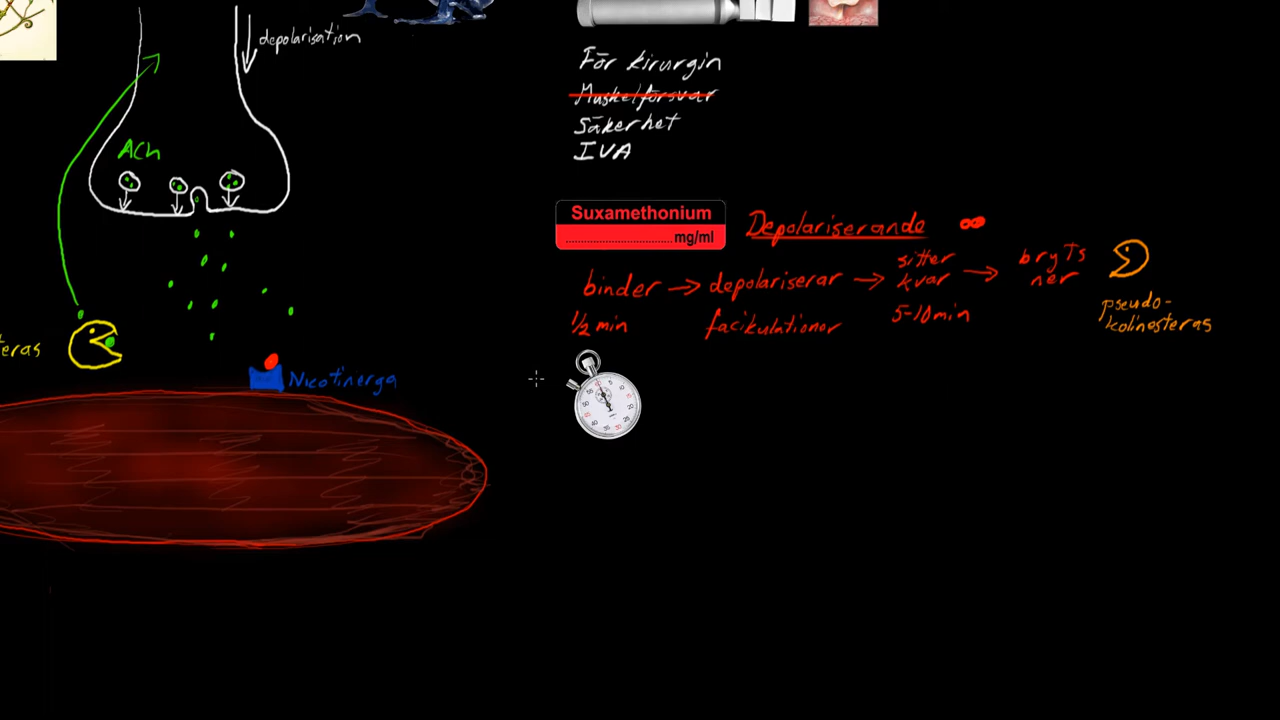 depolarisation
ACh
eras
Nicotinerga
För kirurgin
Muskelförsvar
Säkerhet
IVA
Suxamethonium
mg/ml
Depolariserande
binder → depolariserar → sitter kvar → bryts ner
1/2 min
facikulationer
5-10 min
pseudo-
kolinesteras